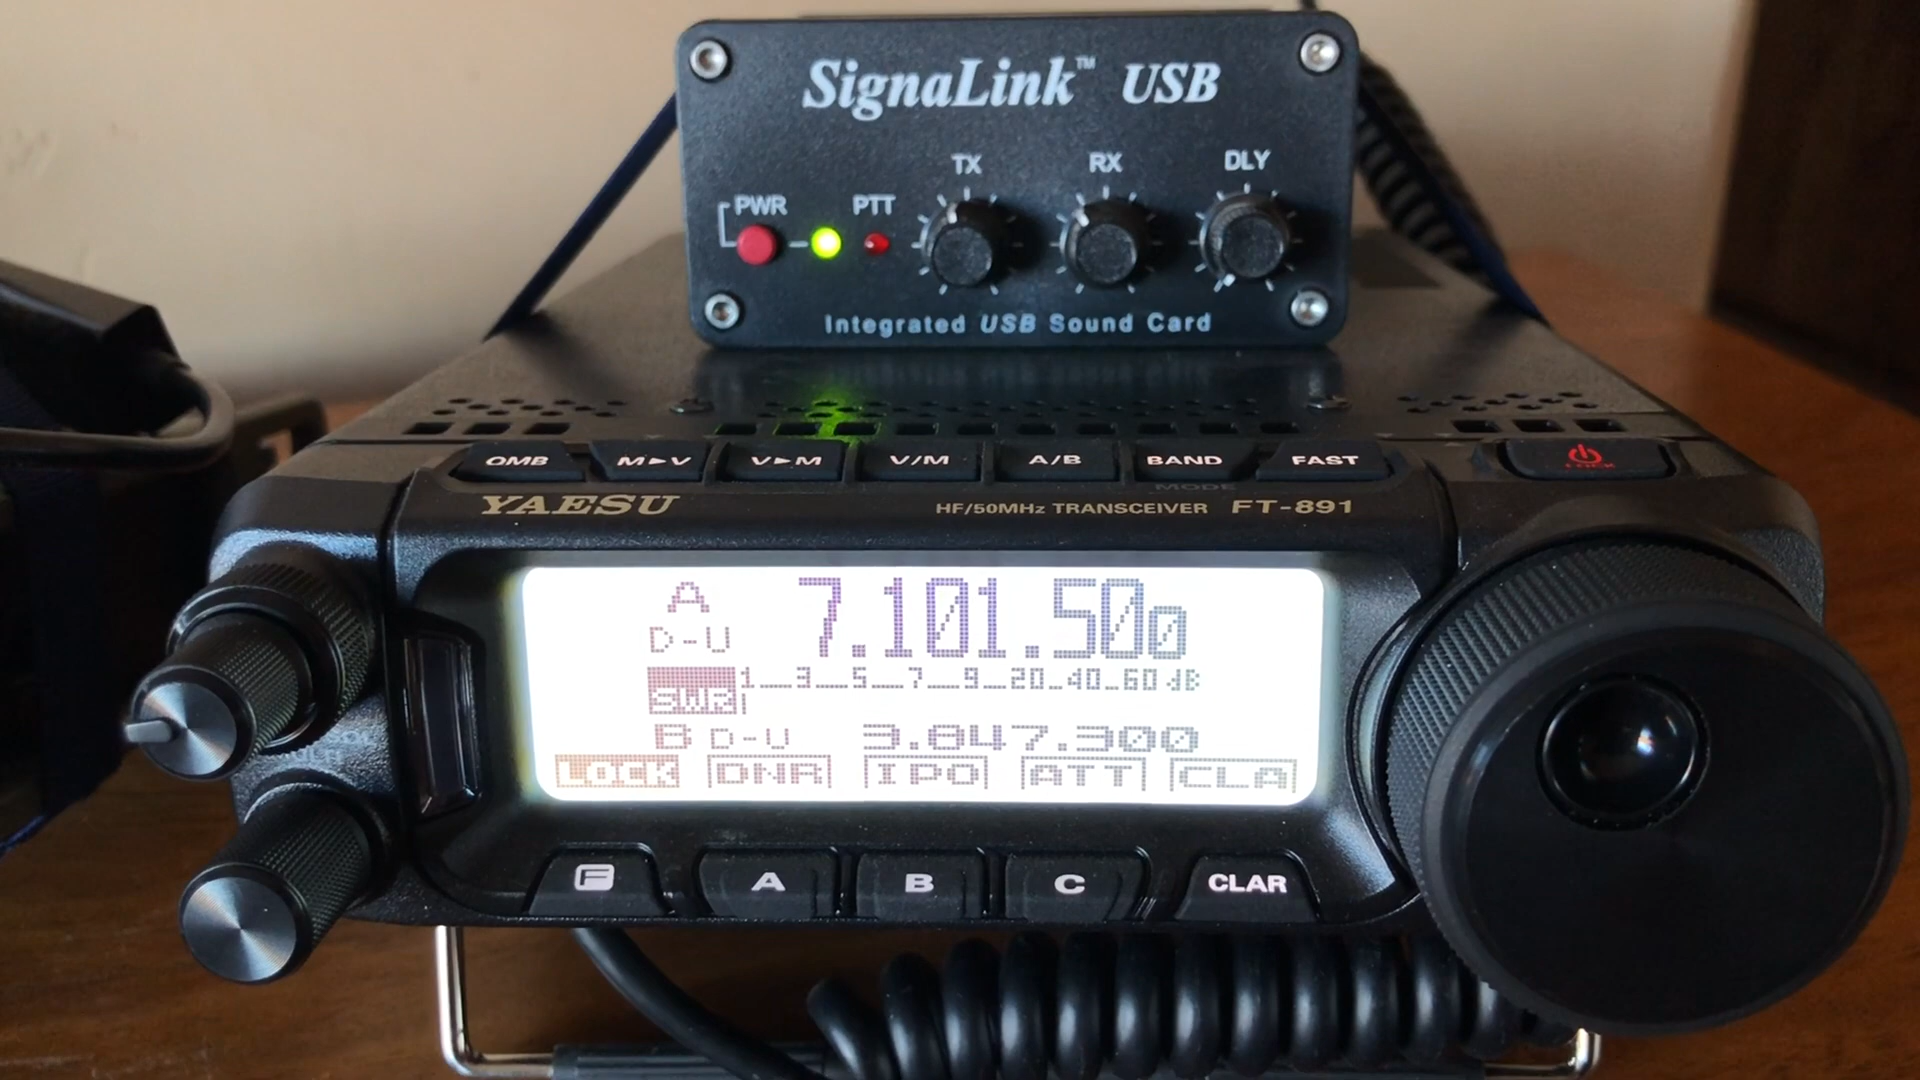 SignaLink™ USB
TX RX DLY
PWR PTT
Integrated USB Sound Card
QMB M►V V►M V/M A/B BAND FAST LOCK
MODE
YAESU HF/50MHz TRANSCEIVER FT-891
A 7.101.500
D-U
1 3 5 7 9 20 40 60 dB
SWR
B D-U 3.847.300
LOCK DNR IPO ATT CLA
F A B C CLAR